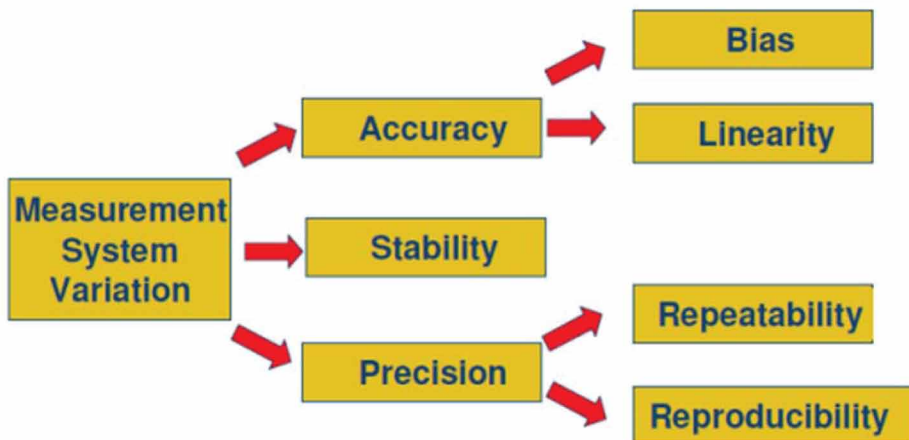 Bias
Accuracy
Linearity
Measurement
System
Variation
Stability
Repeatability
Precision
Reproducibility